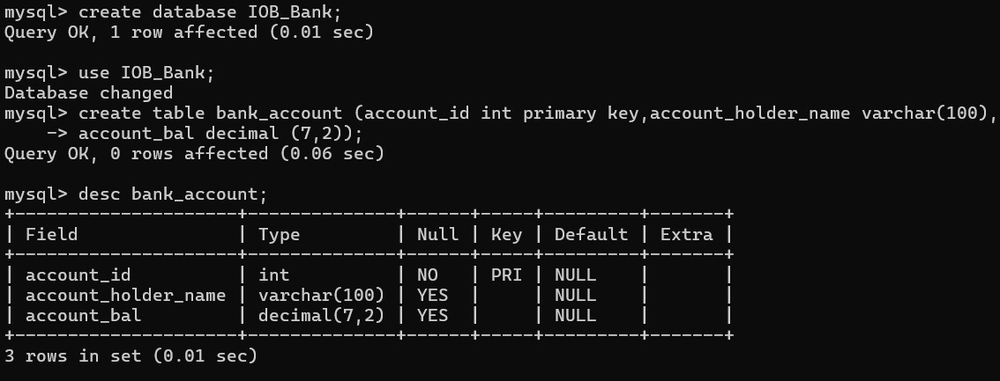 mysql> create database IOB_Bank;
Query OK, 1 row affected (0.01 sec)

mysql> use IOB_Bank;
Database changed
mysql> create table bank_account (account_id int primary key,account_holder_name varchar(100),
    -> account_bal decimal (7,2));
Query OK, 0 rows affected (0.06 sec)

mysql> desc bank_account;
+---------------------+--------------+------+-----+---------+-------+
| Field               | Type         | Null | Key | Default | Extra |
+---------------------+--------------+------+-----+---------+-------+
| account_id          | int          | NO   | PRI | NULL    |       |
| account_holder_name | varchar(100) | YES  |     | NULL    |       |
| account_bal         | decimal(7,2) | YES  |     | NULL    |       |
+---------------------+--------------+------+-----+---------+-------+
3 rows in set (0.01 sec)